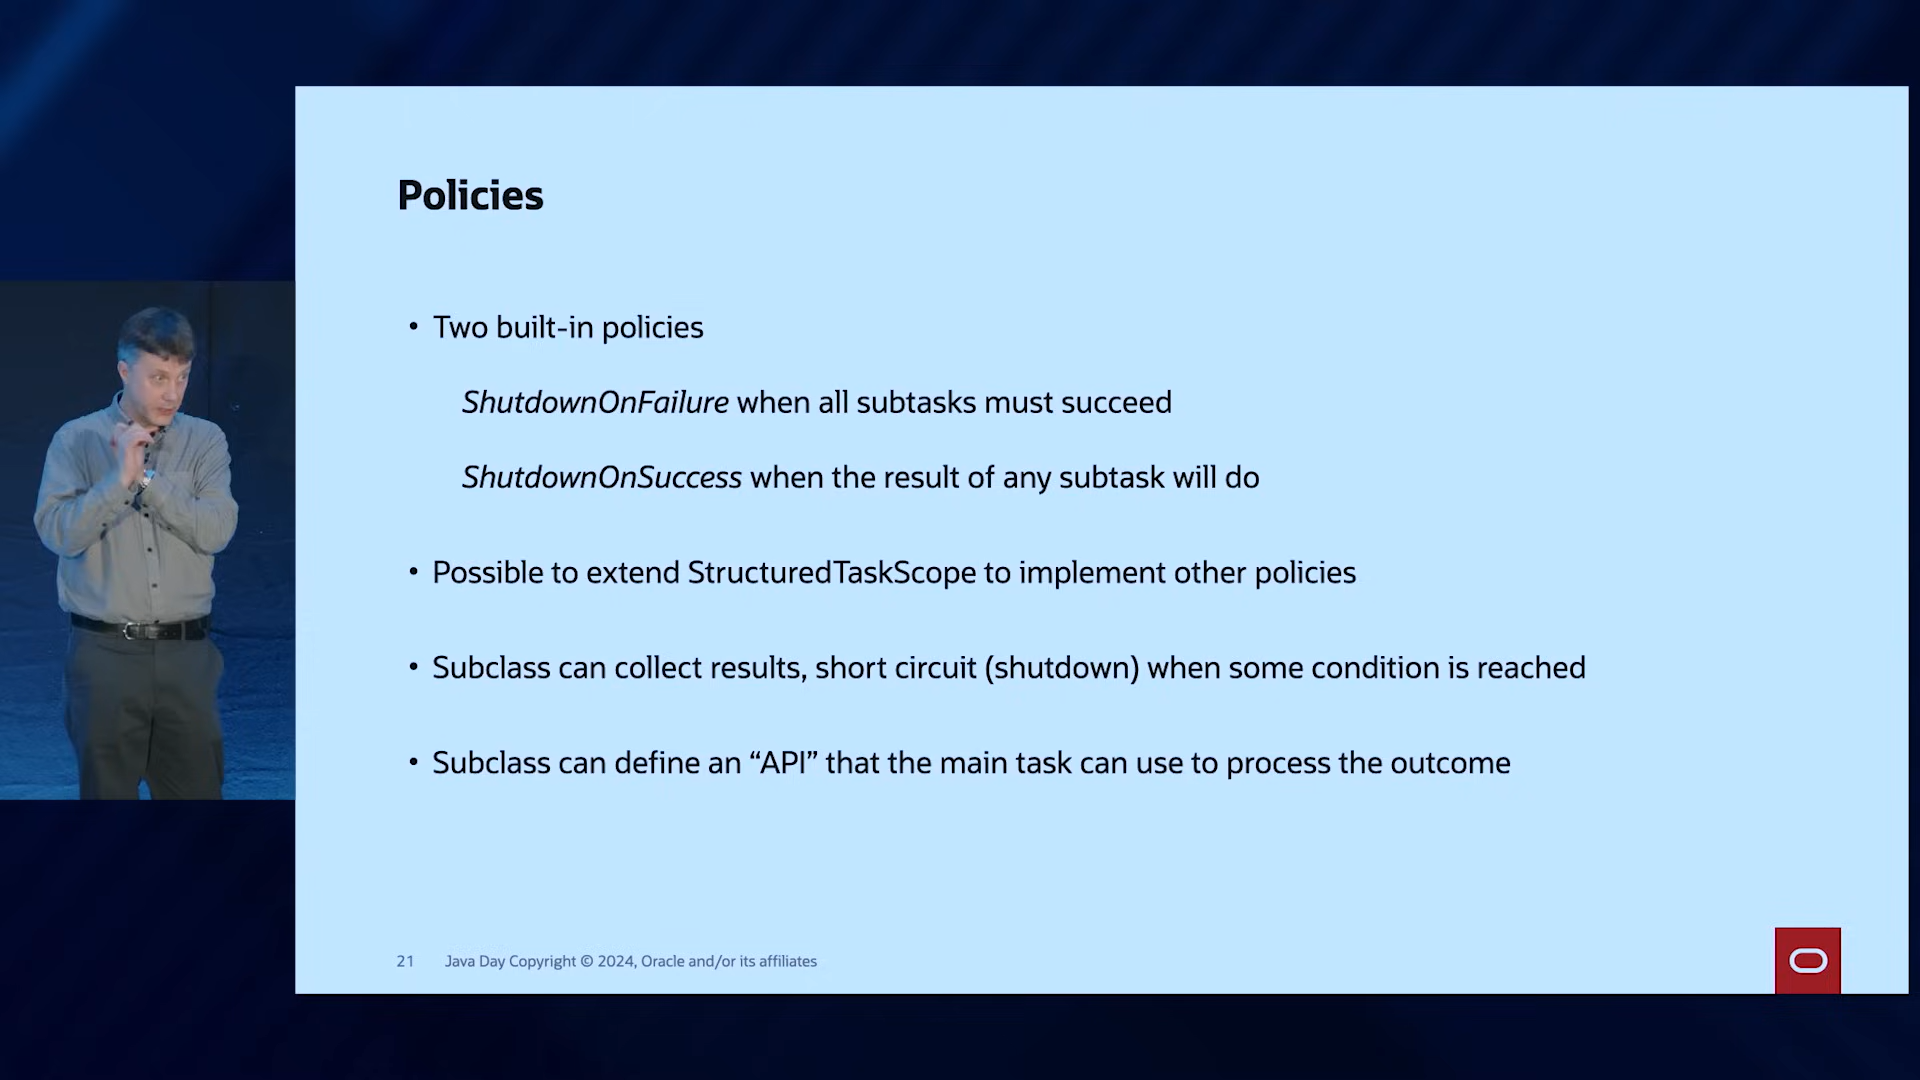 Policies
• Two built-in policies
ShutdownOnFailure when all subtasks must succeed
ShutdownOnSuccess when the result of any subtask will do
• Possible to extend StructuredTaskScope to implement other policies
• Subclass can collect results, short circuit (shutdown) when some condition is reached
• Subclass can define an “API” that the main task can use to process the outcome
21 Java Day Copyright © 2024, Oracle and/or its affiliates